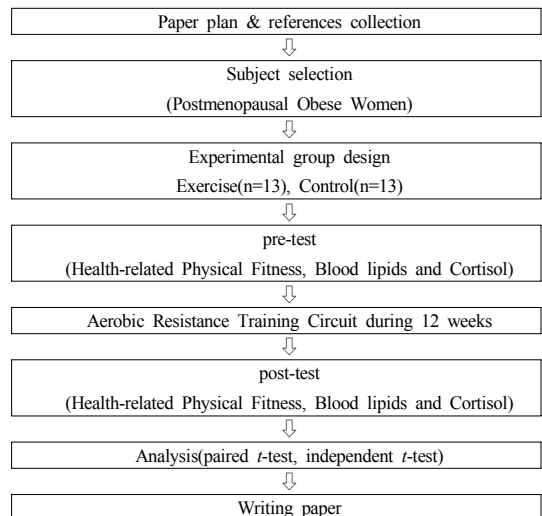 Paper plan & references collection
⇩
Subject selection
(Postmenopausal Obese Women)
⇩
Experimental group design
Exercise(n=13), Control(n=13)
⇩
pre-test
(Health-related Physical Fitness, Blood lipids and Cortisol)
⇩
Aerobic Resistance Training Circuit during 12 weeks
⇩
post-test
(Health-related Physical Fitness, Blood lipids and Cortisol)
⇩
Analysis(paired t-test, independent t-test)
⇩
Writing paper